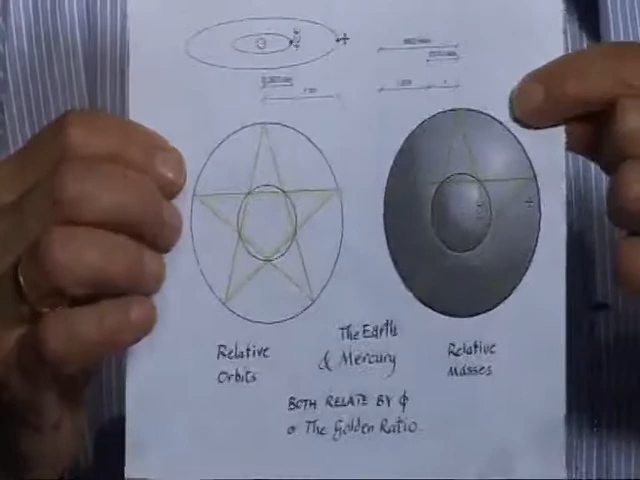 Relative
Orbits
The Earth
& Mercury
Relative
Masses
BOTH RELATE BY ϕ
The Golden Ratio.